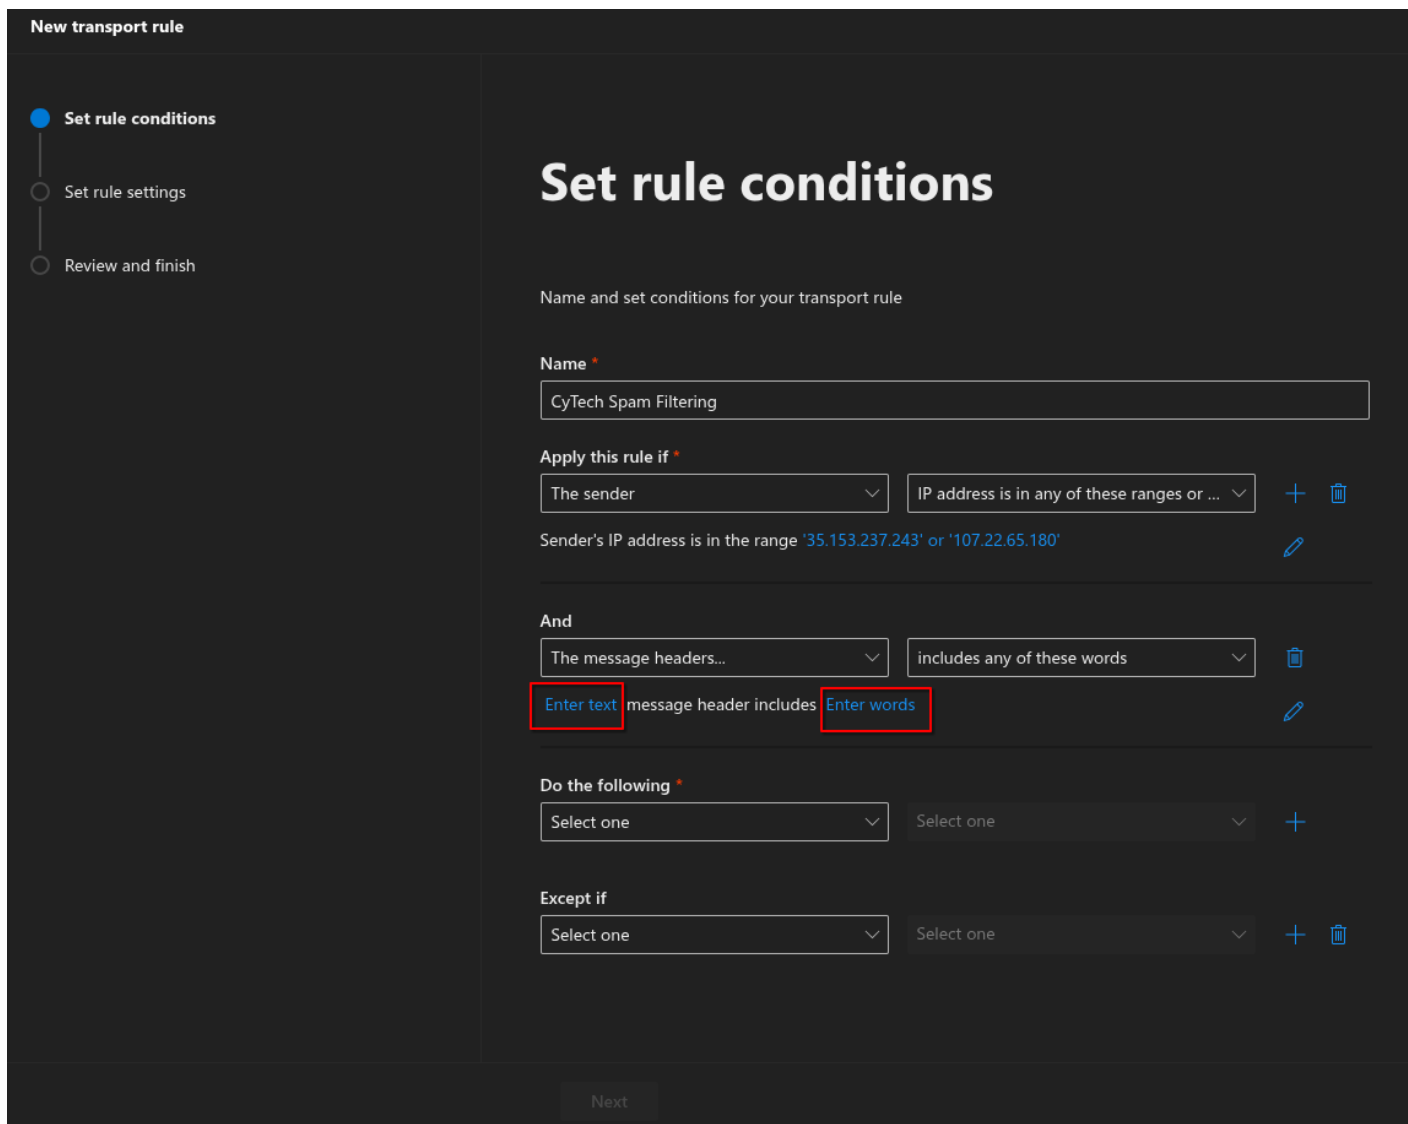 New transport rule
Set rule conditions
Set rule settings
Review and finish
Set rule conditions
Name and set conditions for your transport rule
Name *
CyTech Spam Filtering
Apply this rule if *
The sender
IP address is in any of these ranges or ...
Sender's IP address is in the range '35.153.237.243' or '107.22.65.180'
And
The message headers...
includes any of these words
Enter text message header includes Enter words
Do the following *
Select one
Select one
Except if
Select one
Select one
Next